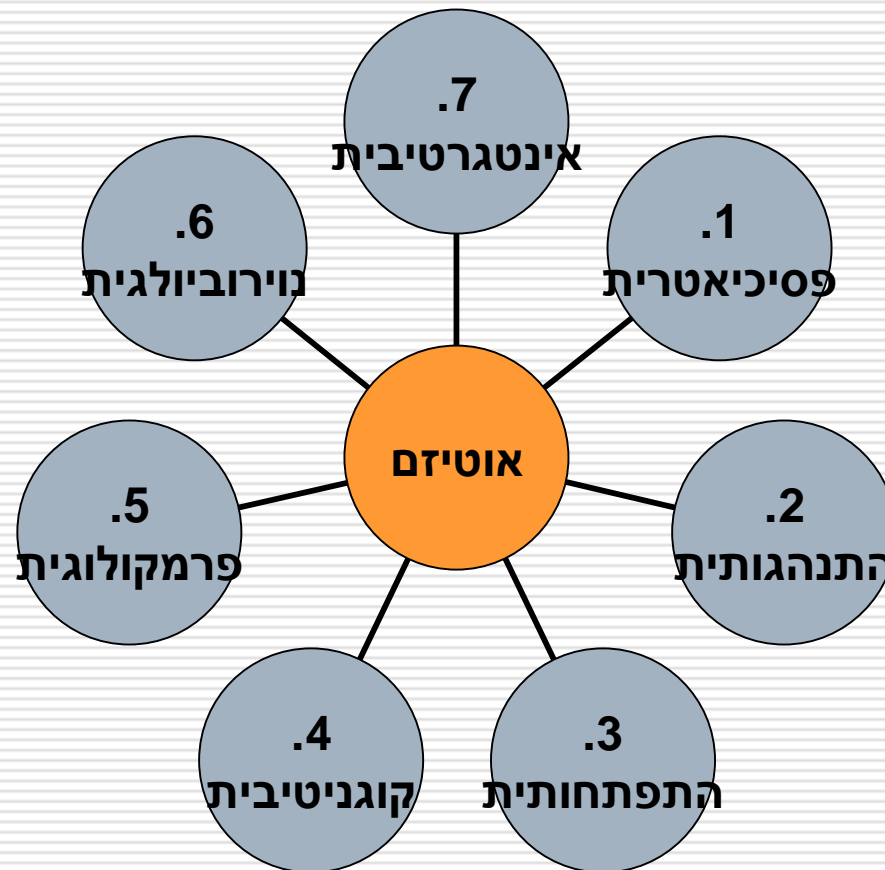 7.
אינטגרטיבית
1.
פסיכיאטרית
6.
נוירוביולגית
אוטיזם
2.
התנהגותית
5.
פרמקולוגית
3.
התפתחותית
4.
קוגניטיבית